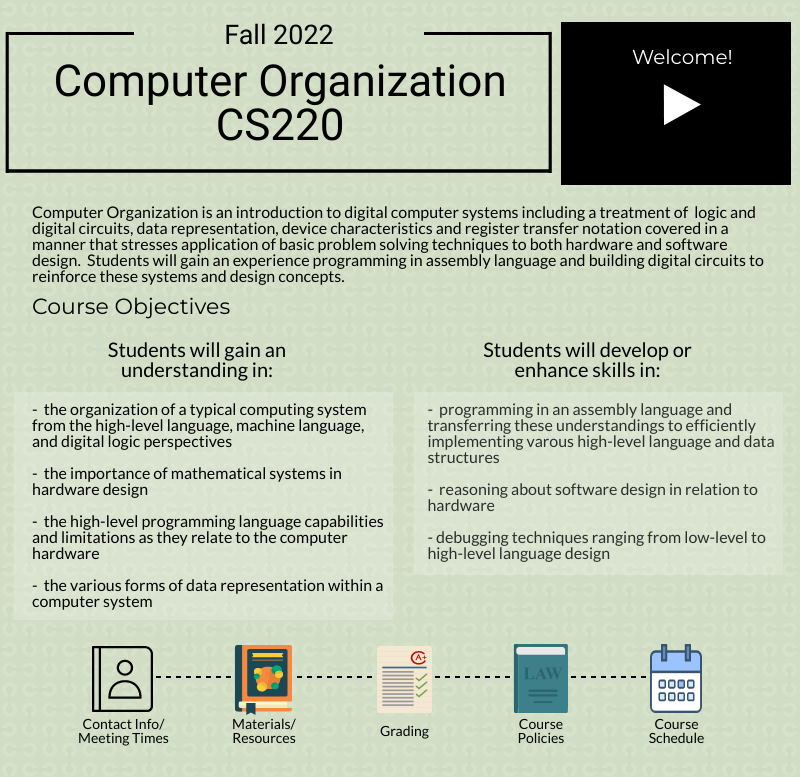 Fall 2022
Computer Organization
CS220
Welcome!
Computer Organization is an introduction to digital computer systems including a treatment of logic and
digital circuits, data representation, device characteristics and register transfer notation covered in a
manner that stresses application of basic problem solving techniques to both hardware and software
design. Students will gain an experience programming in assembly language and building digital circuits to
reinforce these systems and design concepts.
Course Objectives
Students will gain an
understanding in:
- the organization of a typical computing system
from the high-level language, machine language,
and digital logic perspectives
- the importance of mathematical systems in
hardware design
- the high-level programming language capabilities
and limitations as they relate to the computer
hardware
- the various forms of data representation within a
computer system
Students will develop or
enhance skills in:
- programming in an assembly language and
transferring these understandings to efficiently
implementing varous high-level language and data
structures
- reasoning about software design in relation to
hardware
- debugging techniques ranging from low-level to
high-level language design
A+
LAW
Contact Info/
Meeting Times
Materials/
Resources
Grading
Course
Policies
Course
Schedule